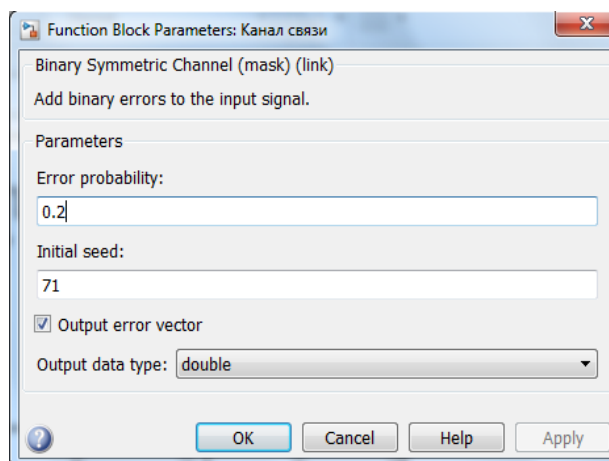 Function Block Parameters: Канал связи
Binary Symmetric Channel (mask) (link)
Add binary errors to the input signal.
Parameters
Error probability:
0.2
Initial seed:
71
Output error vector
Output data type: double
OK Cancel Help Apply